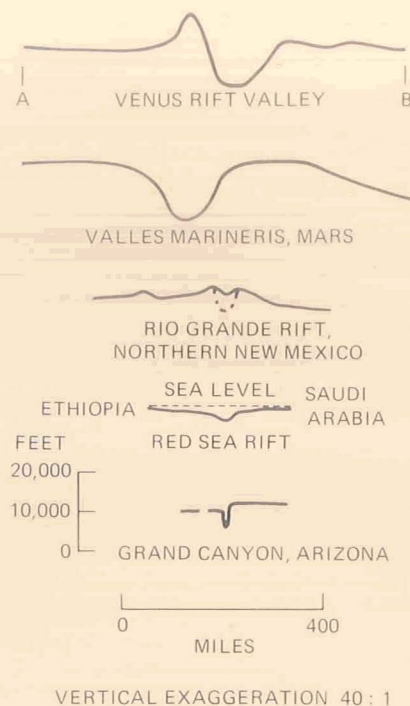 A VENUS RIFT VALLEY B
VALLES MARINERIS, MARS
RIO GRANDE RIFT,
NORTHERN NEW MEXICO
SEA LEVEL
ETHIOPIA
SAUDI
ARABIA
FEET
RED SEA RIFT
20,000
10,000
0
GRAND CANYON, ARIZONA
0 400
MILES
VERTICAL EXAGGERATION 40 : 1